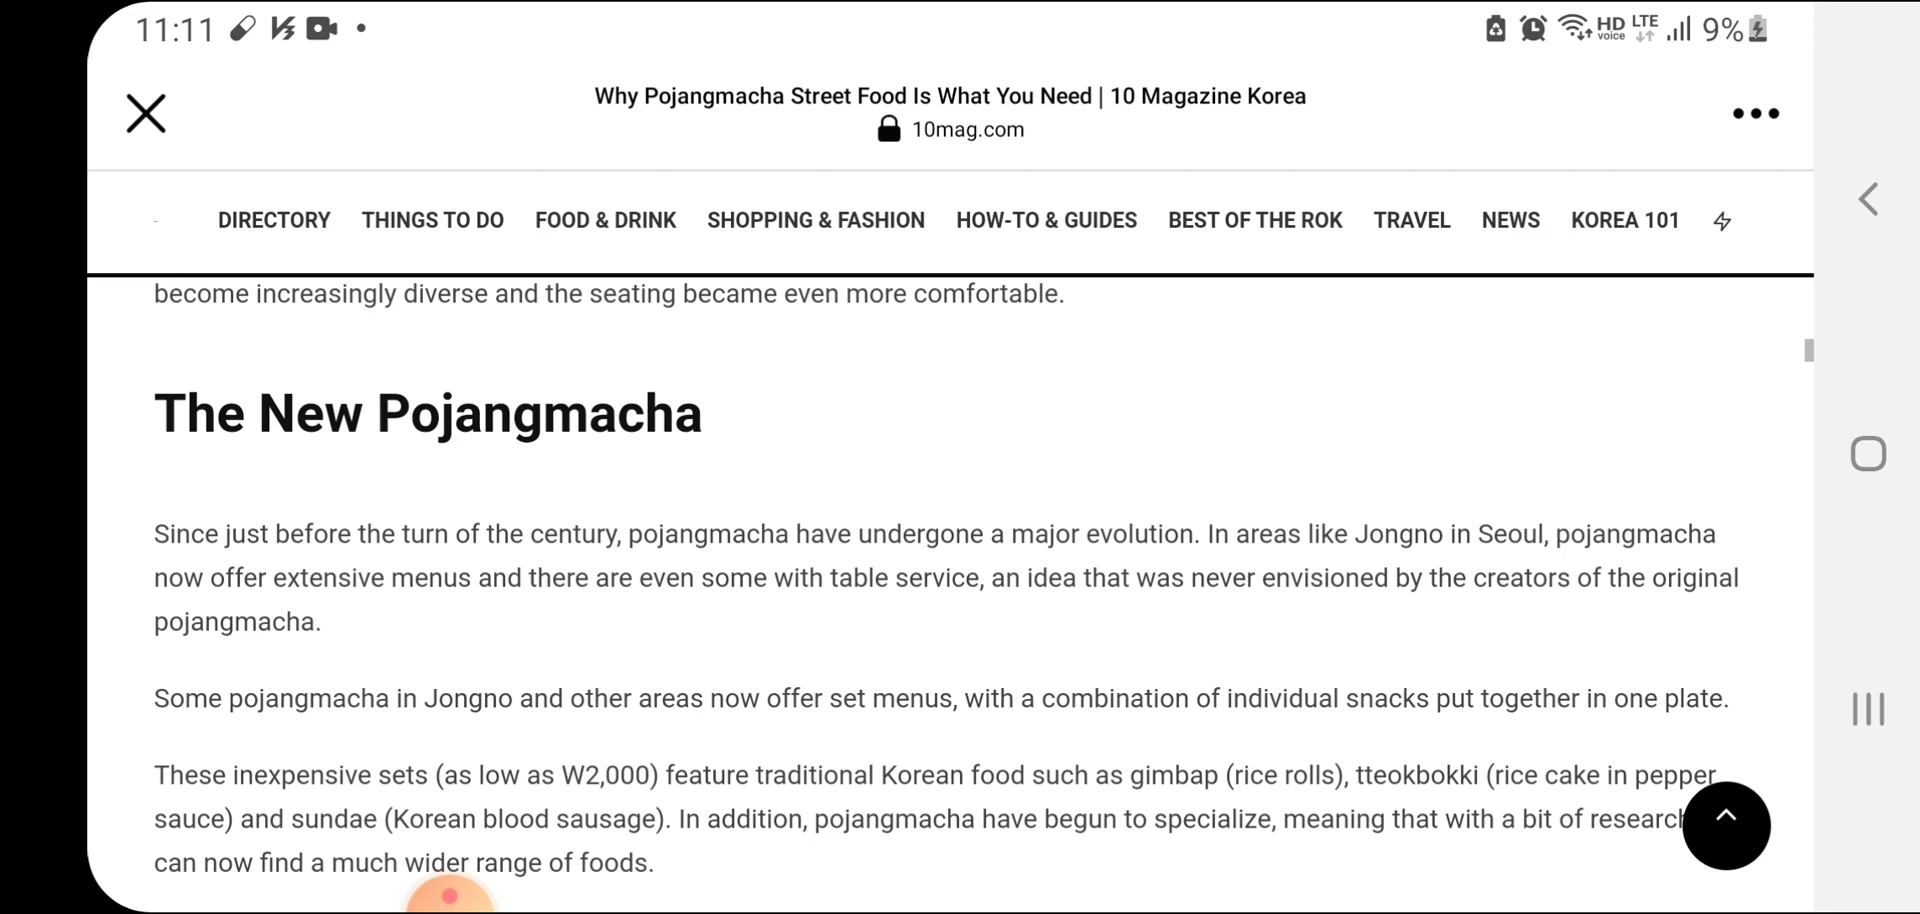 11:11
HD voice LTE 9%
Why Pojangmacha Street Food Is What You Need | 10 Magazine Korea
10mag.com
DIRECTORY THINGS TO DO FOOD & DRINK SHOPPING & FASHION HOW-TO & GUIDES BEST OF THE ROK TRAVEL NEWS KOREA 101
become increasingly diverse and the seating became even more comfortable.
The New Pojangmacha
Since just before the turn of the century, pojangmacha have undergone a major evolution. In areas like Jongno in Seoul, pojangmacha
now offer extensive menus and there are even some with table service, an idea that was never envisioned by the creators of the original
pojangmacha.
Some pojangmacha in Jongno and other areas now offer set menus, with a combination of individual snacks put together in one plate.
These inexpensive sets (as low as W2,000) feature traditional Korean food such as gimbap (rice rolls), tteokbokki (rice cake in pepper
sauce) and sundae (Korean blood sausage). In addition, pojangmacha have begun to specialize, meaning that with a bit of research
can now find a much wider range of foods.